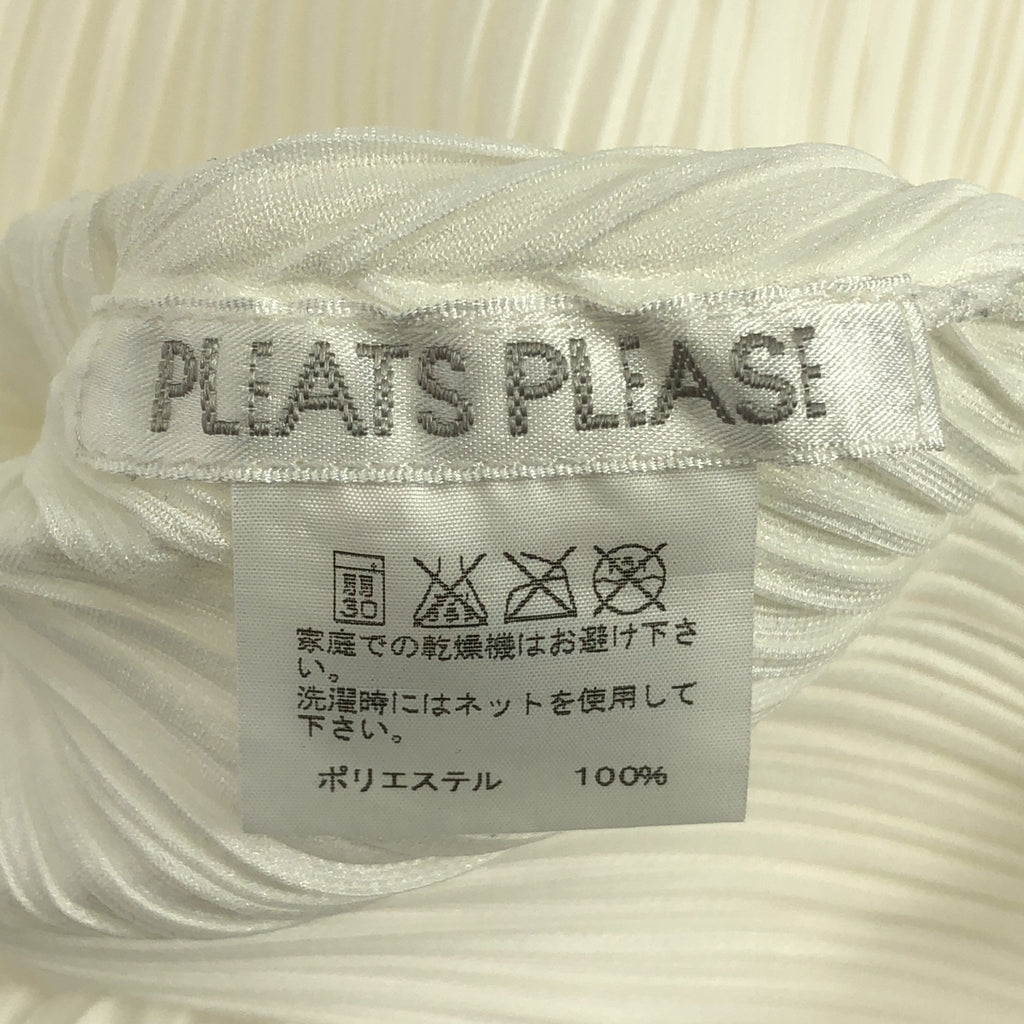 PLEATS PLEASE
弱
30
家庭での乾燥機はお避け下さ
い。
洗濯時にはネットを使用して
下さい。
ポリエステル 100%